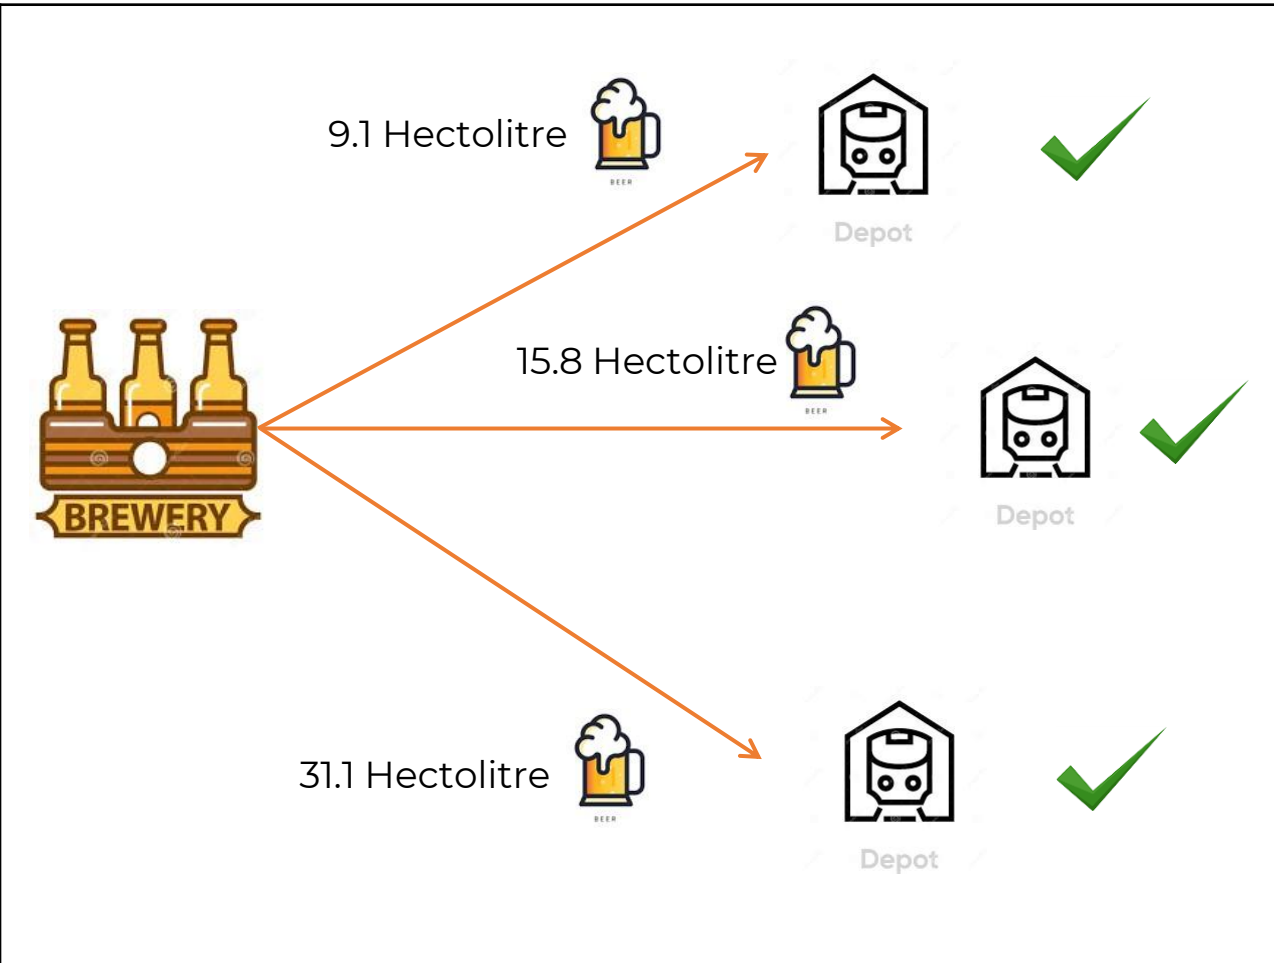 9.1 Hectolitre
BEER
Depot
15.8 Hectolitre
BEER
Depot
BREWERY
31.1 Hectolitre
BEER
Depot